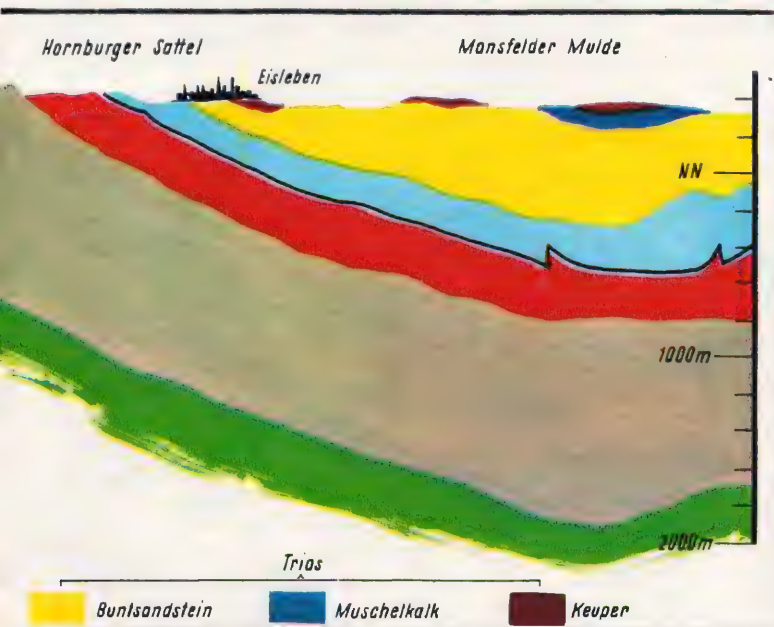 Hornburger Sattel
Mansfelder Mulde
Eisleben
NN
1000m
2000m
Trias
Buntsandstein
Muschelkalk
Keuper